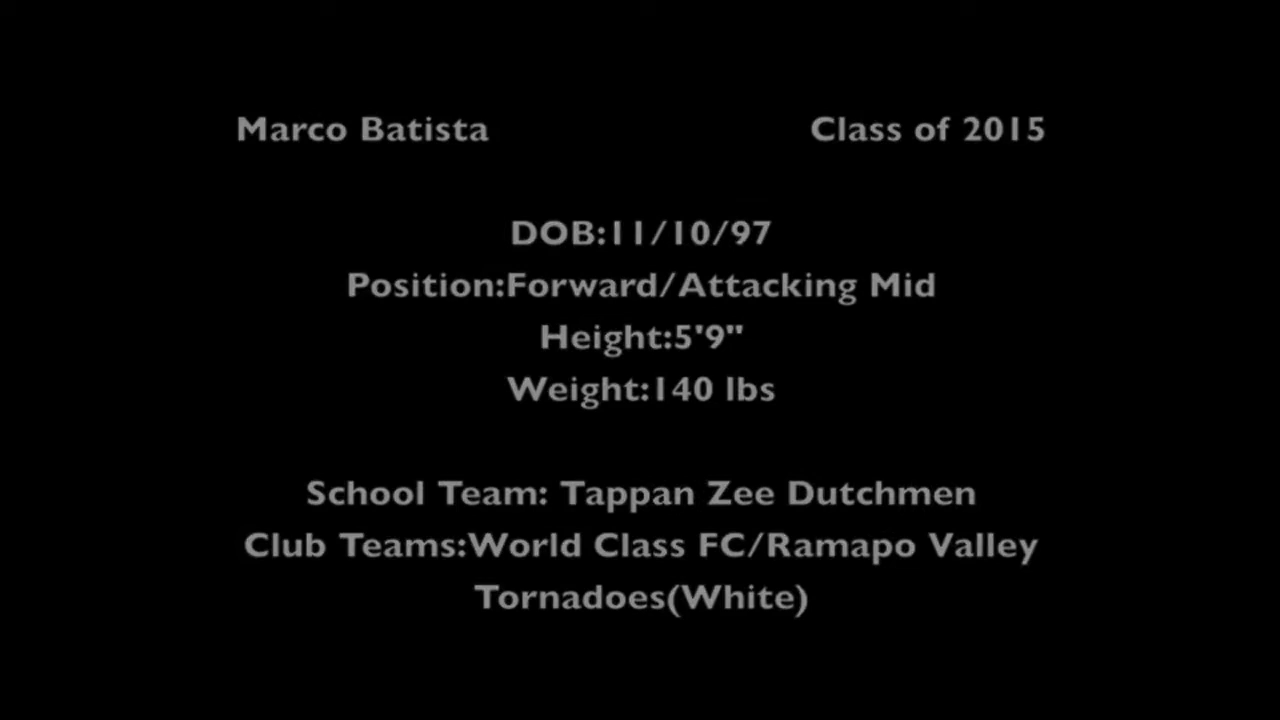 Marco Batista Class of 2015
DOB:11/10/97
Position:Forward/Attacking Mid
Height:5'9"
Weight:140 lbs
School Team: Tappan Zee Dutchmen
Club Teams:World Class FC/Ramapo Valley
Tornadoes(White)